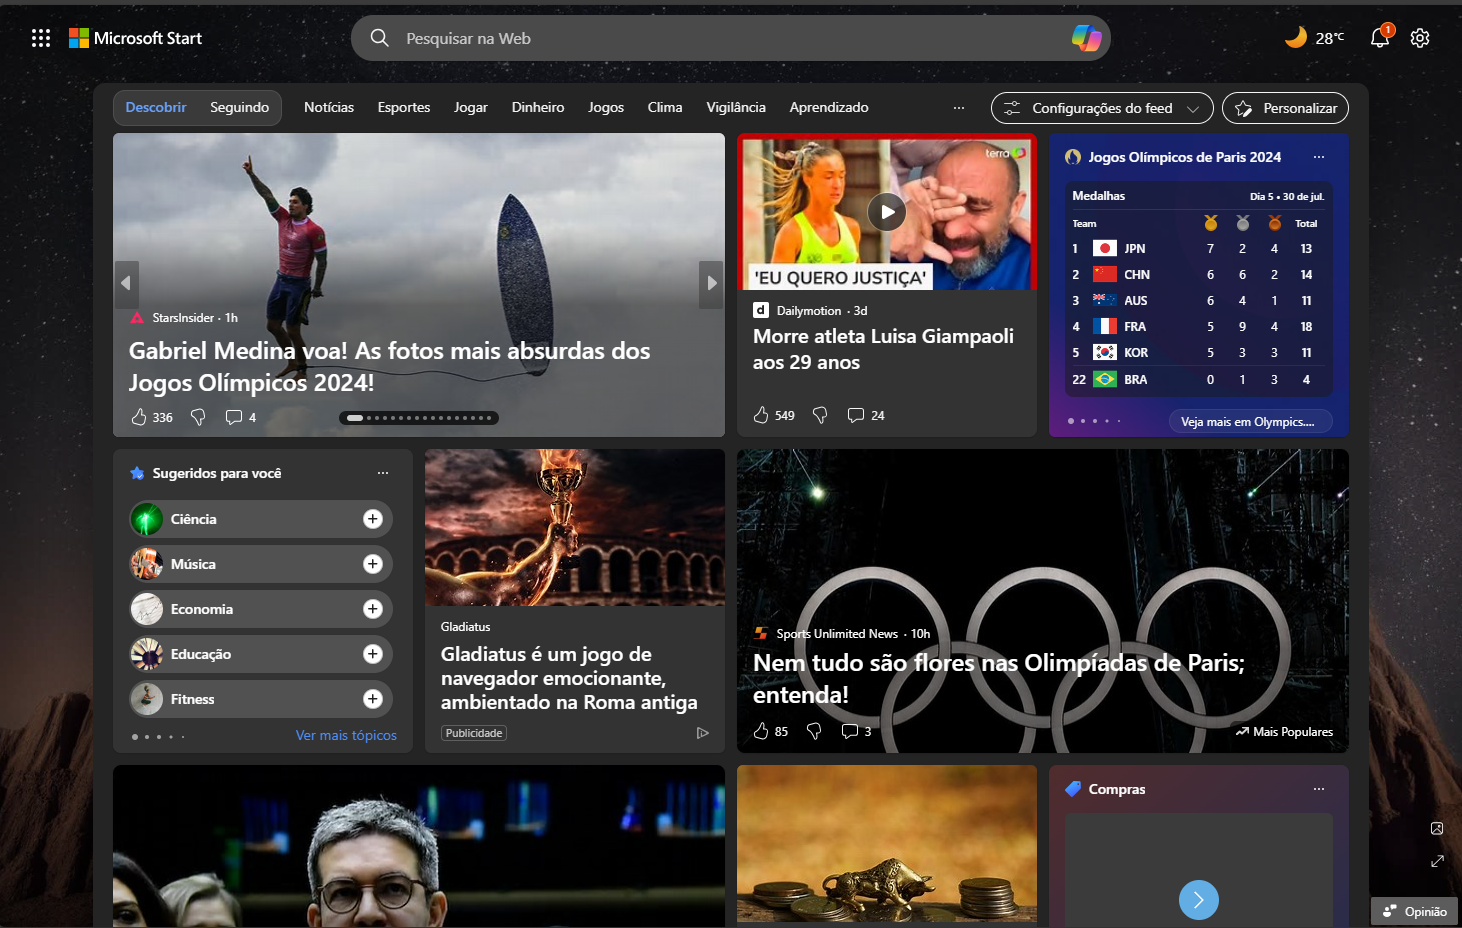 Microsoft Start
Pesquisar na Web
28°C
1
Descobrir
Seguindo
Notícias
Esportes
Jogar
Dinheiro
Jogos
Clima
Vigilância
Aprendizado
Configurações do feed
Personalizar
StarsInsider · 1h
Gabriel Medina voa! As fotos mais absurdas dos
Jogos Olímpicos 2024!
336
4
terra
'EU QUERO JUSTIÇA'
d Dailymotion · 3d
Morre atleta Luisa Giampaoli
aos 29 anos
549
24
Jogos Olímpicos de Paris 2024
Medalhas Dia 5 • 30 de jul.
Team Total
1 JPN 7 2 4 13
2 CHN 6 6 2 14
3 AUS 6 4 1 11
4 FRA 5 9 4 18
5 KOR 5 3 3 11
22 BRA 0 1 3 4
Veja mais em Olympics....
Sugeridos para você
Ciência
Música
Economia
Educação
Fitness
Ver mais tópicos
Gladiatus
Gladiatus é um jogo de
navegador emocionante,
ambientado na Roma antiga
Publicidade
Sports Unlimited News · 10h
Nem tudo são flores nas Olimpíadas de Paris;
entenda!
85
3
Mais Populares
Compras
Opinião